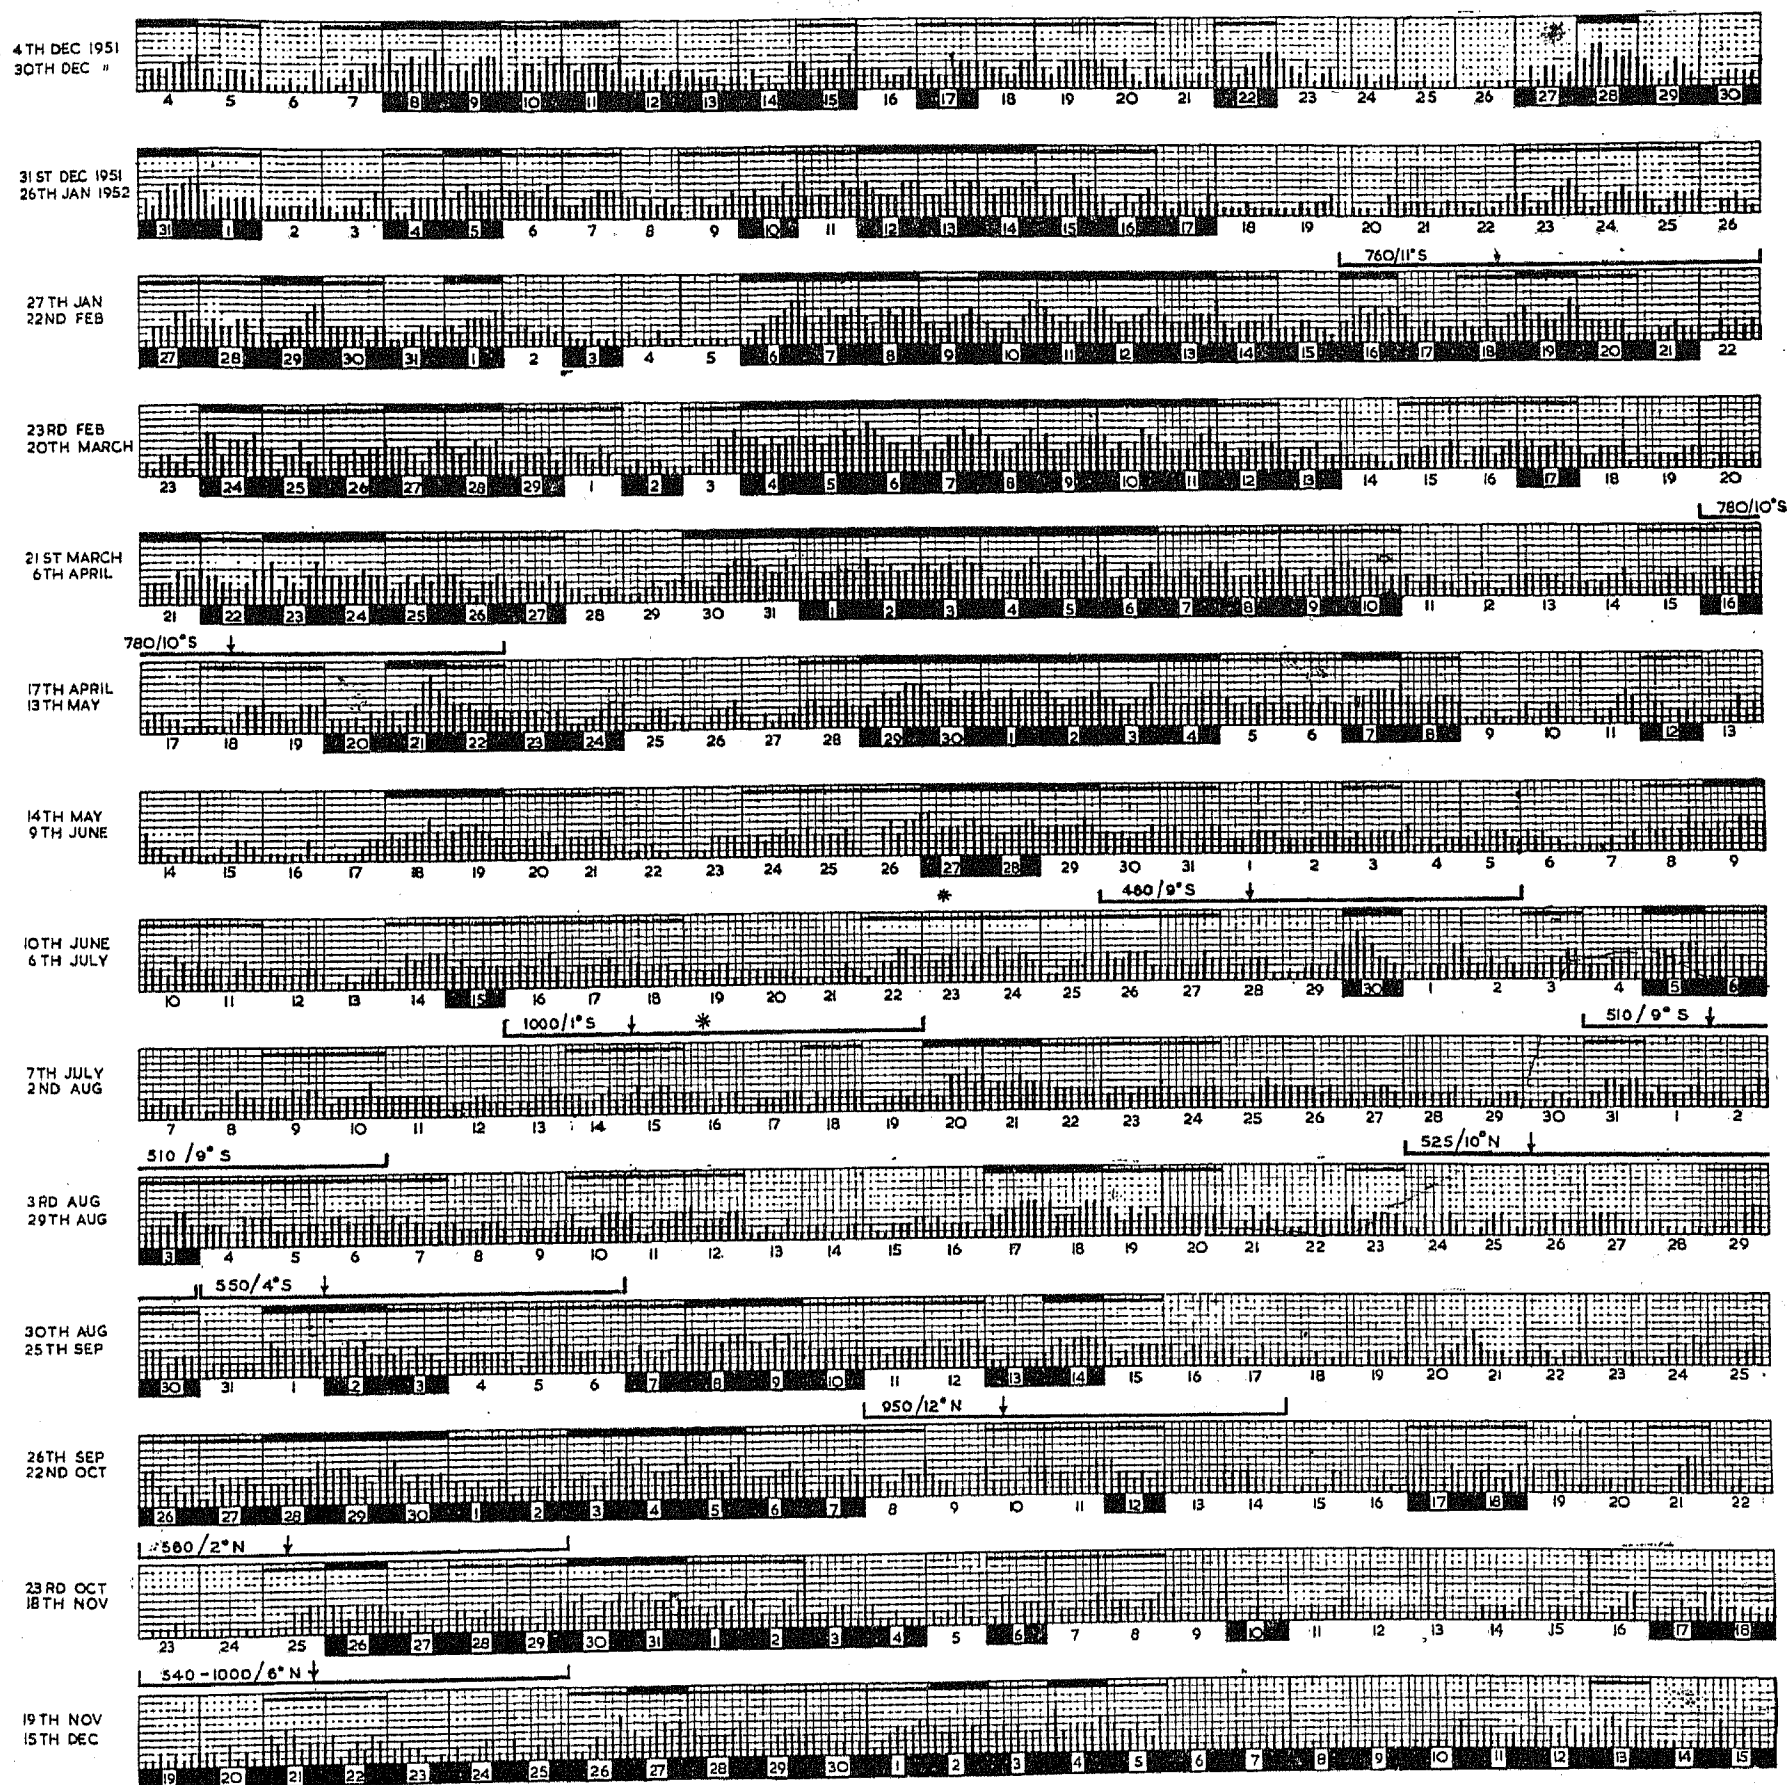 4TH DEC 1951
30TH DEC "
4 5 6 7 8 9 10 11 12 13 14 15 16 17 18 19 20 21 22 23 24 25 26 27 28 29 30
31ST DEC 1951
26TH JAN 1952
31 1 2 3 4 5 6 7 8 9 10 11 12 13 14 15 16 17 18 19 20 21 22 23 24 25 26
760/11°S
27TH JAN
22ND FEB
27 28 29 30 31 1 2 3 4 5 6 7 8 9 10 11 12 13 14 15 16 17 18 19 20 21 22
23RD FEB
20TH MARCH
23 24 25 26 27 28 29 1 2 3 4 5 6 7 8 9 10 11 12 13 14 15 16 17 18 19 20
780/10°S
21ST MARCH
6TH APRIL
21 22 23 24 25 26 27 28 29 30 31 1 2 3 4 5 6 7 8 9 10 11 12 13 14 15 16
780/10°S
17TH APRIL
13TH MAY
17 18 19 20 21 22 23 24 25 26 27 28 29 30 1 2 3 4 5 6 7 8 9 10 11 12 13
14TH MAY
9TH JUNE
14 15 16 17 18 19 20 21 22 23 24 25 26 27 28 29 30 31 1 2 3 4 5 6 7 8 9
* 460/9°S
10TH JUNE
6TH JULY
10 11 12 13 14 15 16 17 18 19 20 21 22 23 24 25 26 27 28 29 30 1 2 3 4 5 6
1000/1°S * 510/9°S
7TH JULY
2ND AUG
7 8 9 10 11 12 13 14 15 16 17 18 19 20 21 22 23 24 25 26 27 28 29 30 31 1 2
510/9°S 525/10°N
3RD AUG
29TH AUG
3 4 5 6 7 8 9 10 11 12 13 14 15 16 17 18 19 20 21 22 23 24 25 26 27 28 29
550/4°S
30TH AUG
25TH SEP
30 31 1 2 3 4 5 6 7 8 9 10 11 12 13 14 15 16 17 18 19 20 21 22 23 24 25
950/12°N
26TH SEP
22ND OCT
26 27 28 29 30 1 2 3 4 5 6 7 8 9 10 11 12 13 14 15 16 17 18 19 20 21 22
560/2°N
23RD OCT
18TH NOV
23 24 25 26 27 28 29 30 31 1 2 3 4 5 6 7 8 9 10 11 12 13 14 15 16 17 18
540-1000/6°N
19TH NOV
15TH DEC
19 20 21 22 23 24 25 26 27 28 29 30 1 2 3 4 5 6 7 8 9 10 11 12 13 14 15